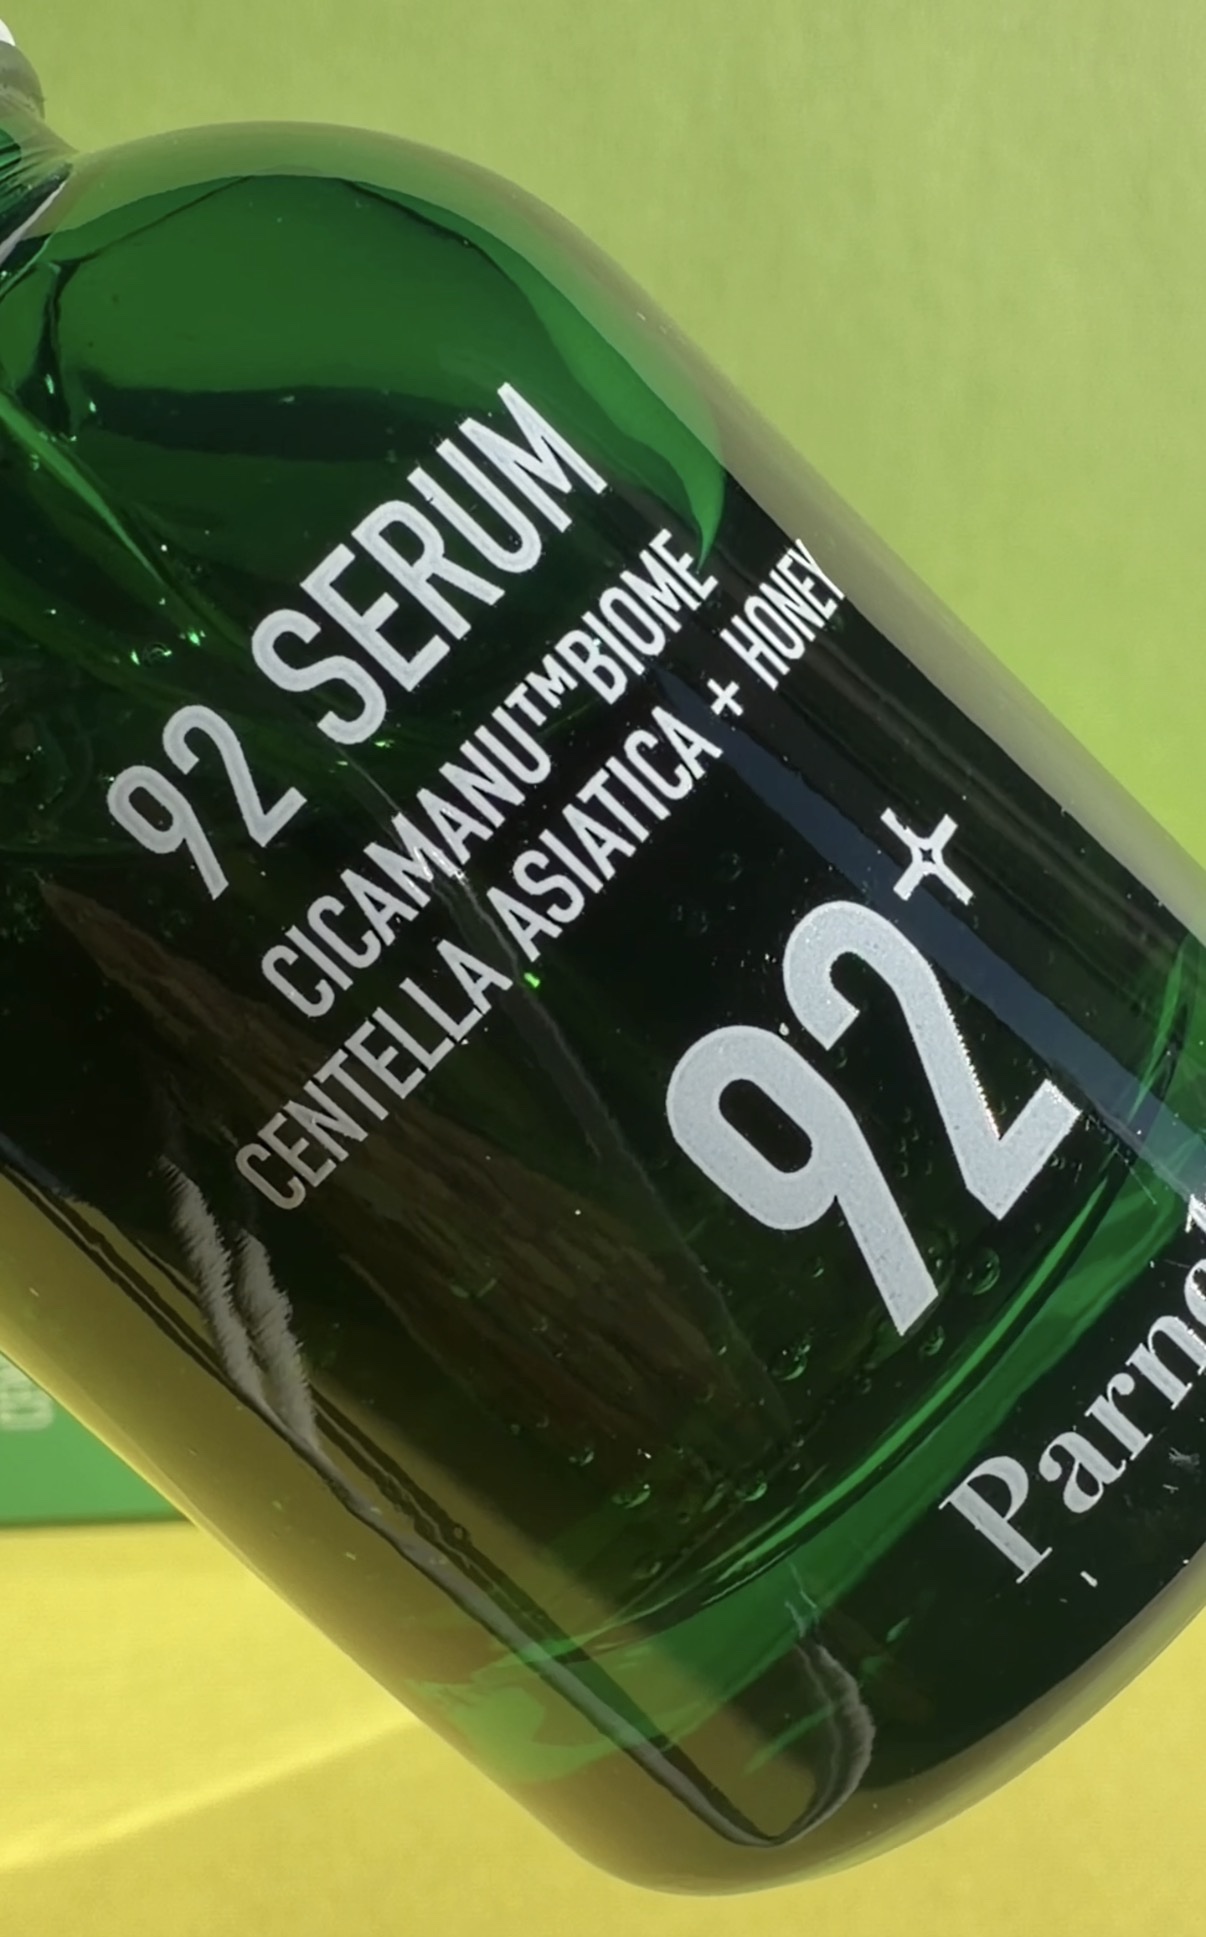 92 SERUM
CICAMANU™BIOME
CENTELLA ASIATICA + HONEY
92+